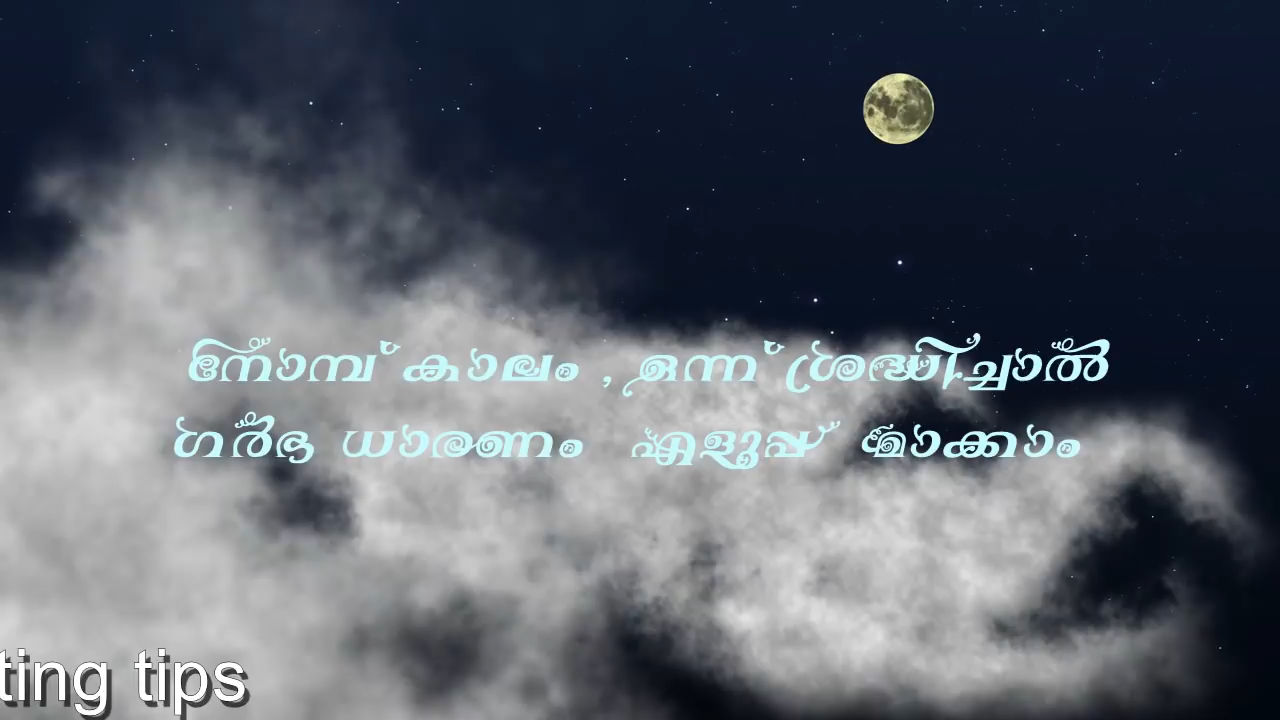 നോമ്പ് കാലം , ഒന്ന് ശ്രദ്ധിച്ചാൽ
ഗർഭ ധാരണം എളുപ്പ് മാക്കാം
ting tips